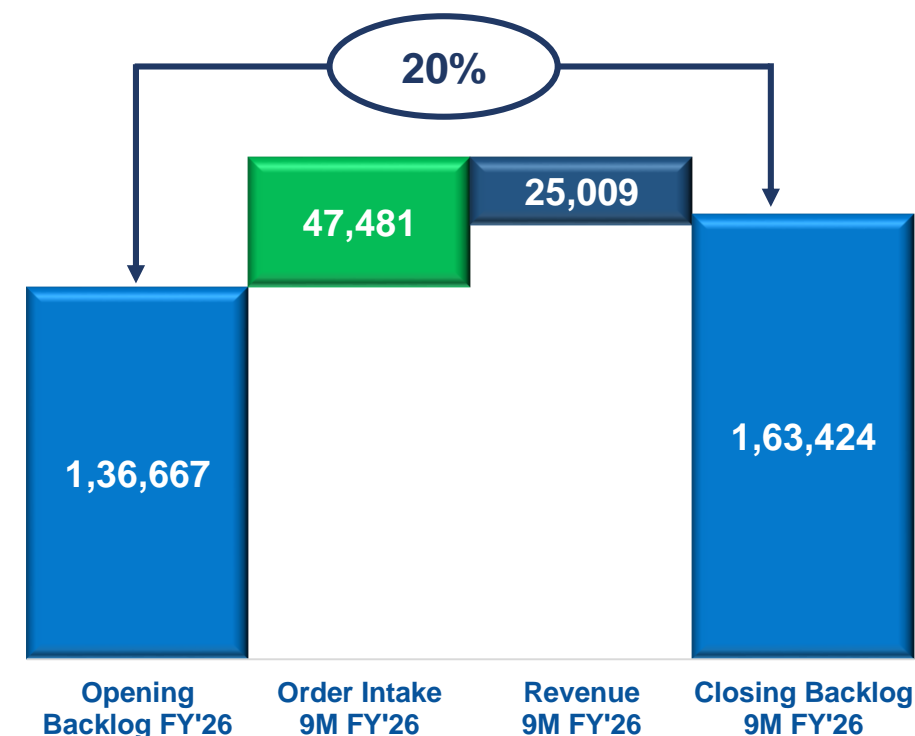 20%
47,481
25,009
1,36,667
1,63,424
Opening
Backlog FY'26
Order Intake
9M FY'26
Revenue
9M FY'26
Closing Backlog
9M FY'26